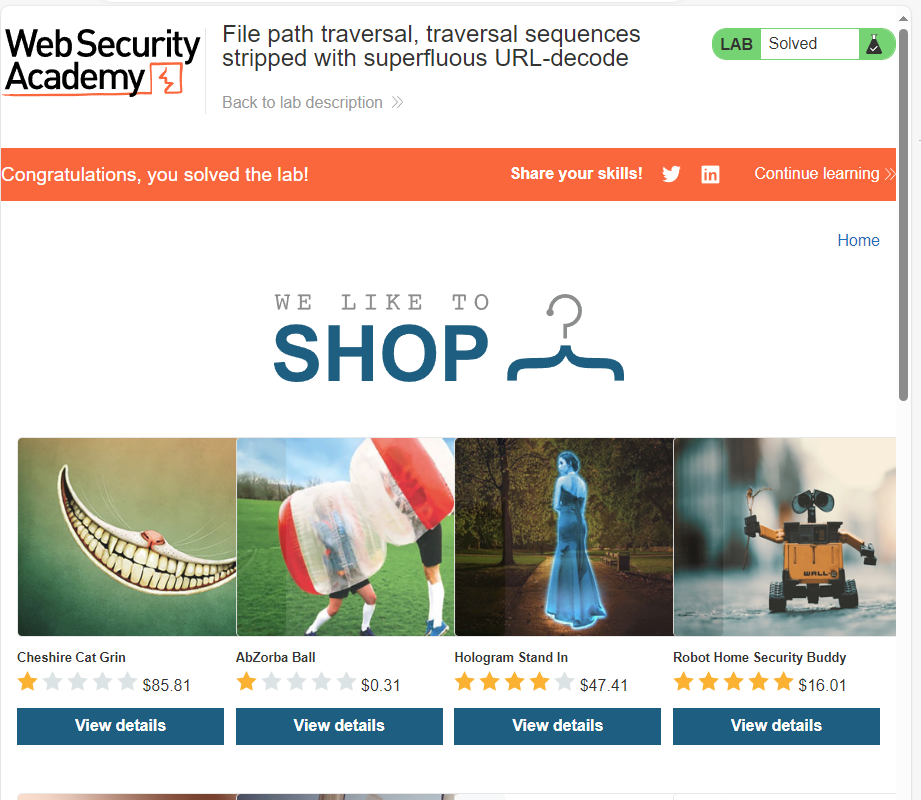 Web Security
Academy
File path traversal, traversal sequences
stripped with superfluous URL-decode
Back to lab description
LAB Solved
Congratulations, you solved the lab!
Share your skills!
Continue learning
Home
WE LIKE TO
SHOP
WALL·E
Cheshire Cat Grin
AbZorba Ball
Hologram Stand In
Robot Home Security Buddy
$85.81
$0.31
$47.41
$16.01
View details
View details
View details
View details